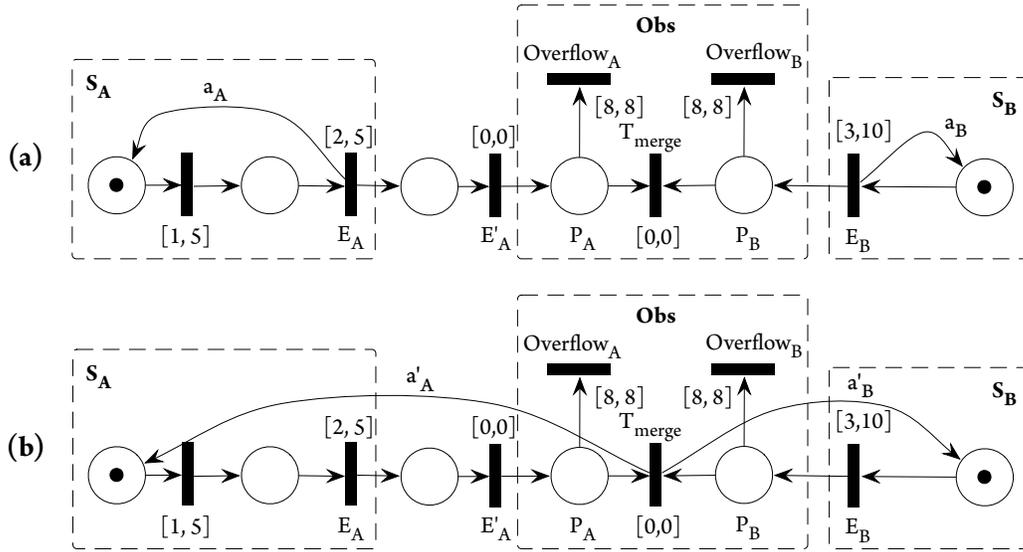 (a)
S_A
a_A
[2, 5]
[1, 5]
E_A
[0,0]
E'_A
Obs
Overflow_A
Overflow_B
[8, 8]
[8, 8]
T_merge
P_A
[0,0]
P_B
S_B
[3,10]
a_B
E_B
(b)
S_A
a'_A
[2, 5]
[1, 5]
E_A
[0,0]
E'_A
Obs
Overflow_A
Overflow_B
[8, 8]
[8, 8]
T_merge
P_A
[0,0]
P_B
a'_B
S_B
[3,10]
E_B